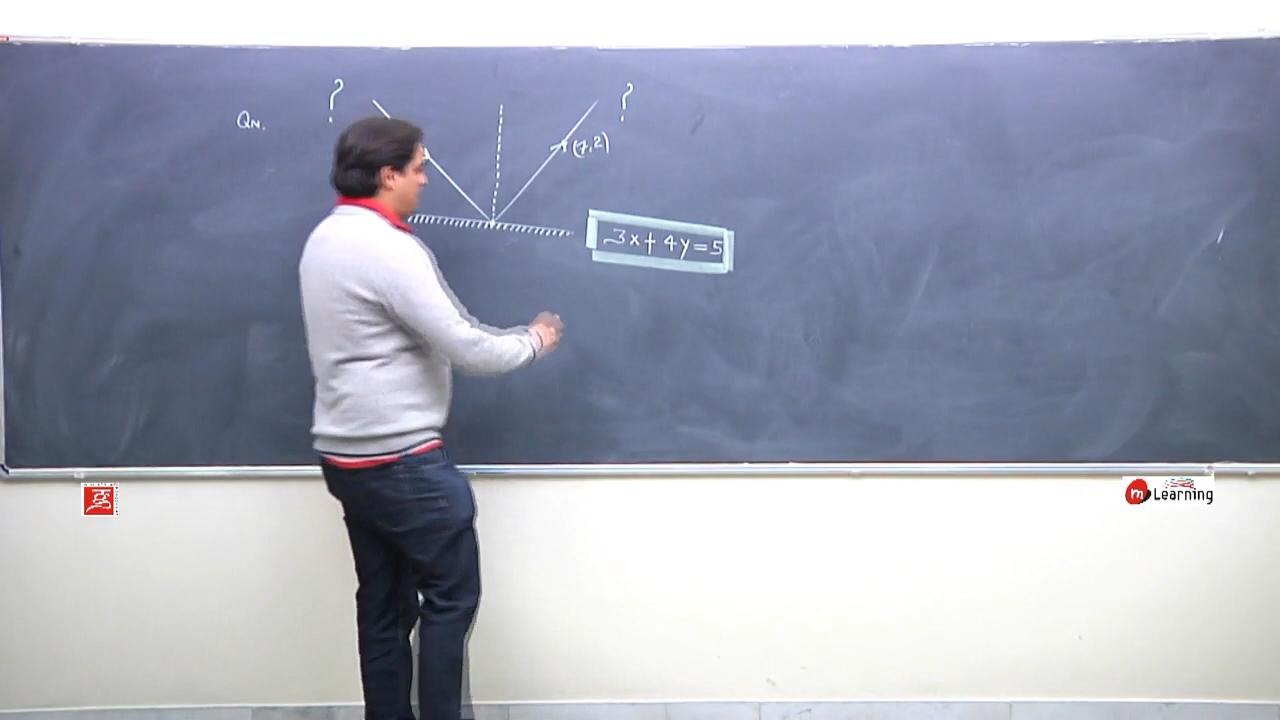 ?
?
Qn.
(7,2)
3x+4y=5
m Learning